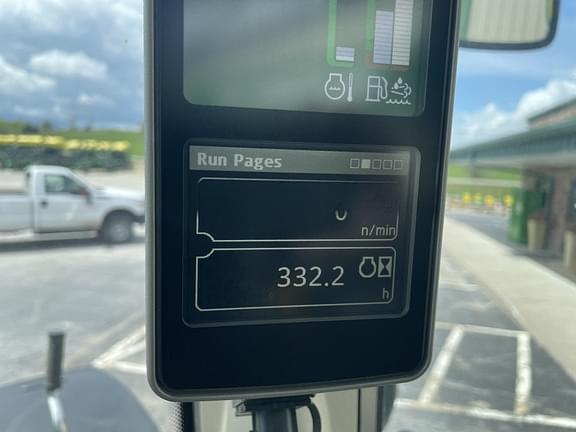 Run Pages
n/min
332.2
h